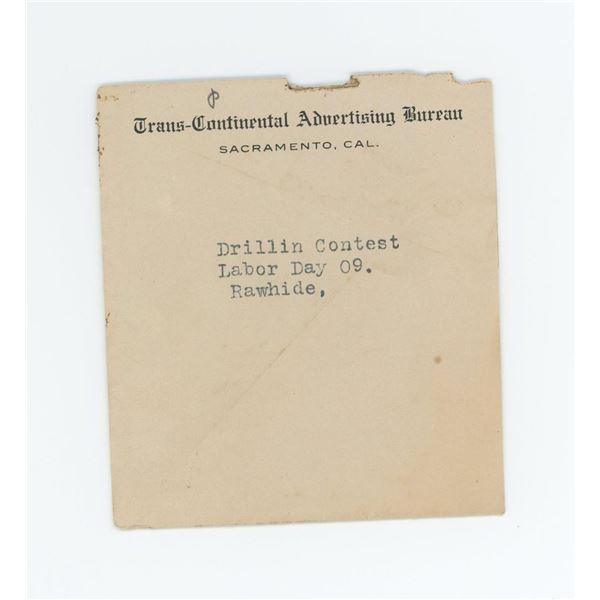 Trans-Continental Advertising Bureau
SACRAMENTO, CAL.
Drillin Contest
Labor Day 09.
Rawhide,